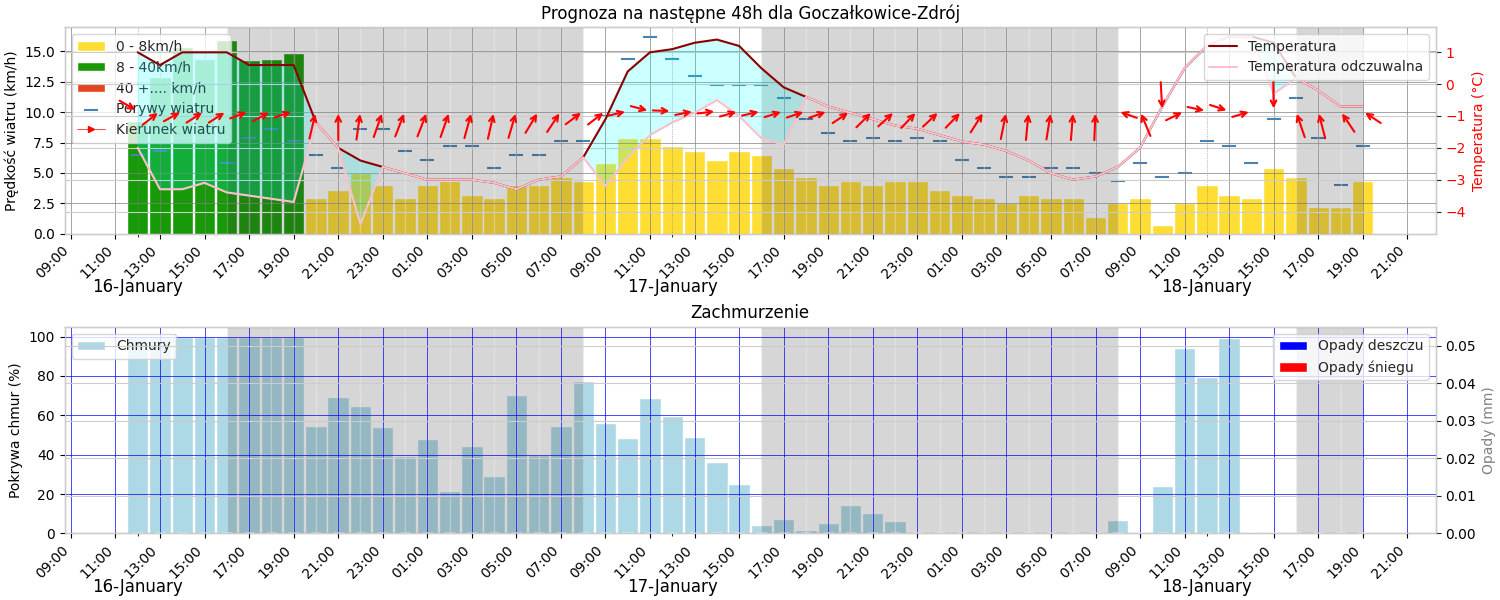 Prognoza na następne 48h dla Goczałkowice-Zdrój
Prędkość wiatru (km/h)
15.0
12.5
10.0
7.5
5.0
2.5
0.0
0 - 8km/h
8 - 40km/h
40 +.... km/h
Porywy wiatru
Kierunek wiatru
Temperatura
Temperatura odczuwalna
1
0
−1
−2
−3
−4
Temperatura (°C)
09:00 11:00 13:00 15:00 17:00 19:00 21:00 23:00 01:00 03:00 05:00 07:00 09:00 11:00 13:00 15:00 17:00 19:00 21:00 23:00 01:00 03:00 05:00 07:00 09:00 11:00 13:00 15:00 17:00 19:00 21:00
16-January 17-January 18-January
Zachmurzenie
Pokrywa chmur (%)
100
80
60
40
20
0
Chmury
Opady deszczu
Opady śniegu
0.05
0.04
0.03
0.02
0.01
0.00
Opady (mm)
09:00 11:00 13:00 15:00 17:00 19:00 21:00 23:00 01:00 03:00 05:00 07:00 09:00 11:00 13:00 15:00 17:00 19:00 21:00 23:00 01:00 03:00 05:00 07:00 09:00 11:00 13:00 15:00 17:00 19:00 21:00
16-January 17-January 18-January